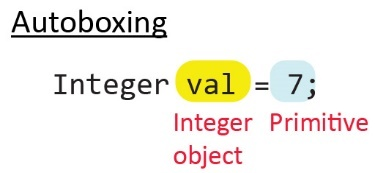 Autoboxing
Integer val = 7;
Integer Primitive
object